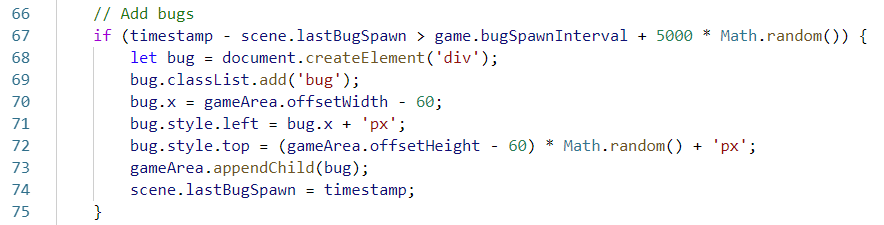 66 // Add bugs
67 if (timestamp - scene.lastBugSpawn > game.bugSpawnInterval + 5000 * Math.random()) {
68 let bug = document.createElement('div');
69 bug.classList.add('bug');
70 bug.x = gameArea.offsetWidth - 60;
71 bug.style.left = bug.x + 'px';
72 bug.style.top = (gameArea.offsetHeight - 60) * Math.random() + 'px';
73 gameArea.appendChild(bug);
74 scene.lastBugSpawn = timestamp;
75 }